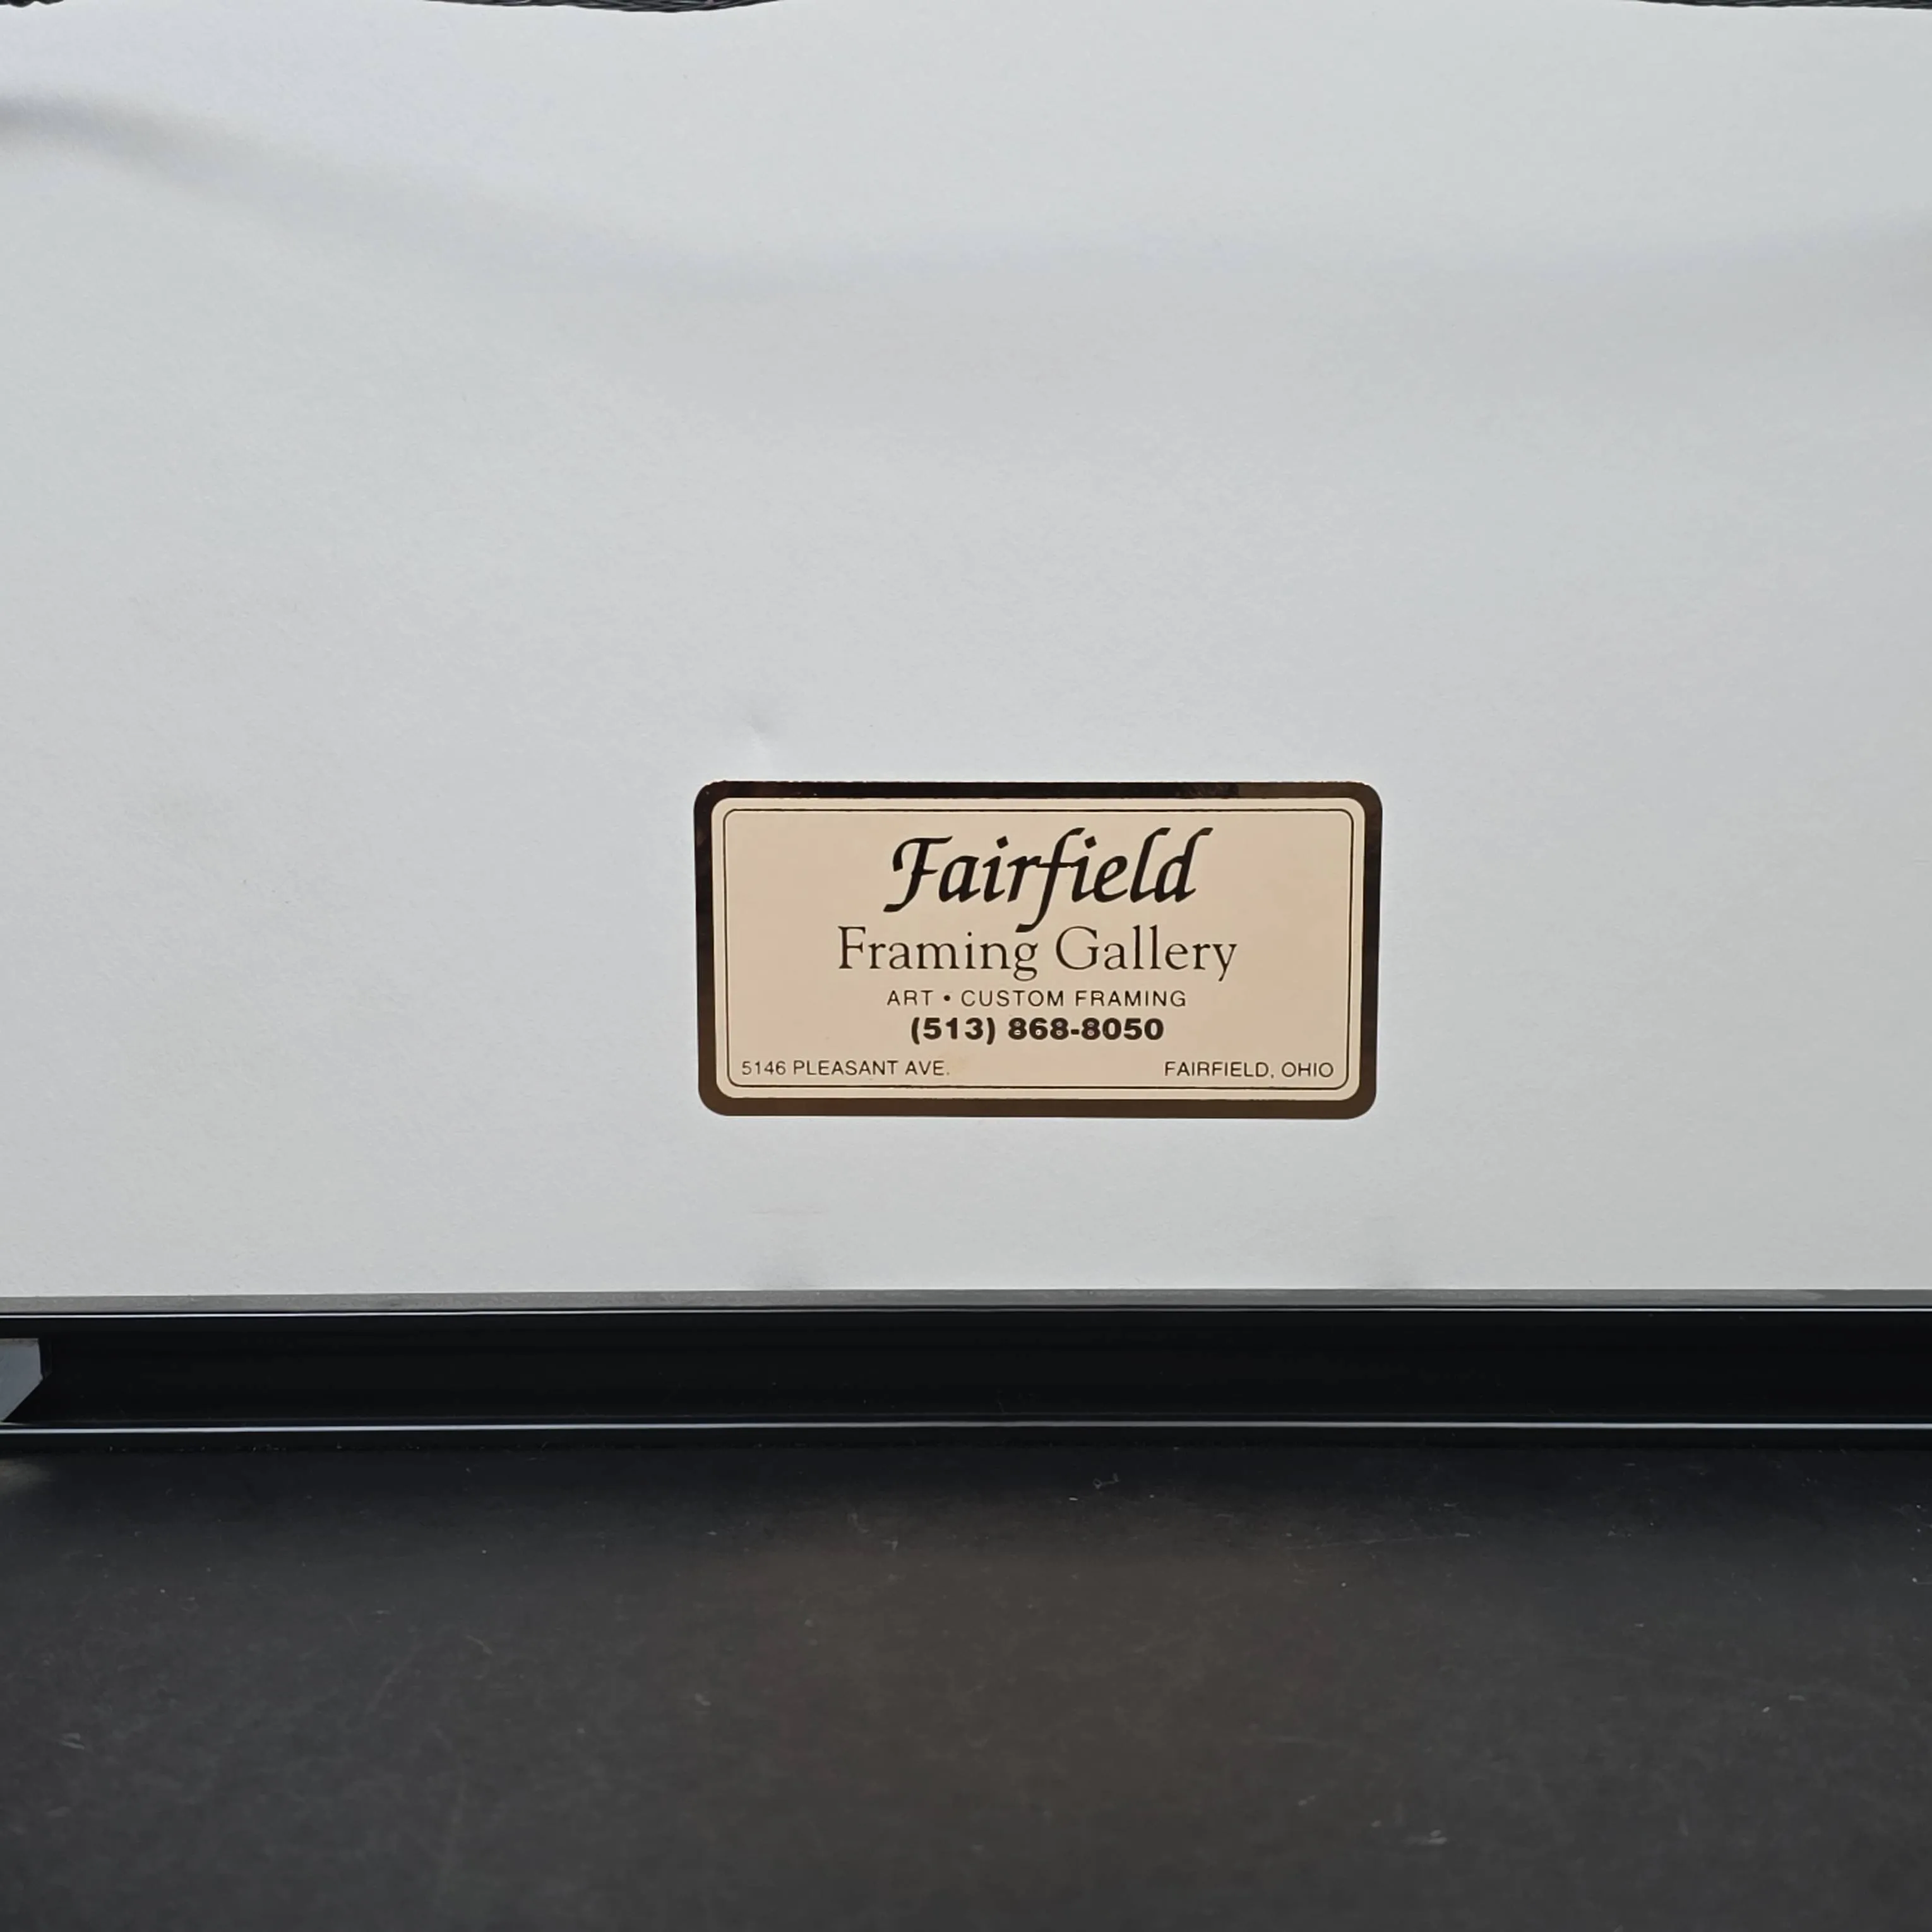 Fairfield
Framing Gallery
ART • CUSTOM FRAMING
(513) 868-8050
5146 PLEASANT AVE. FAIRFIELD, OHIO